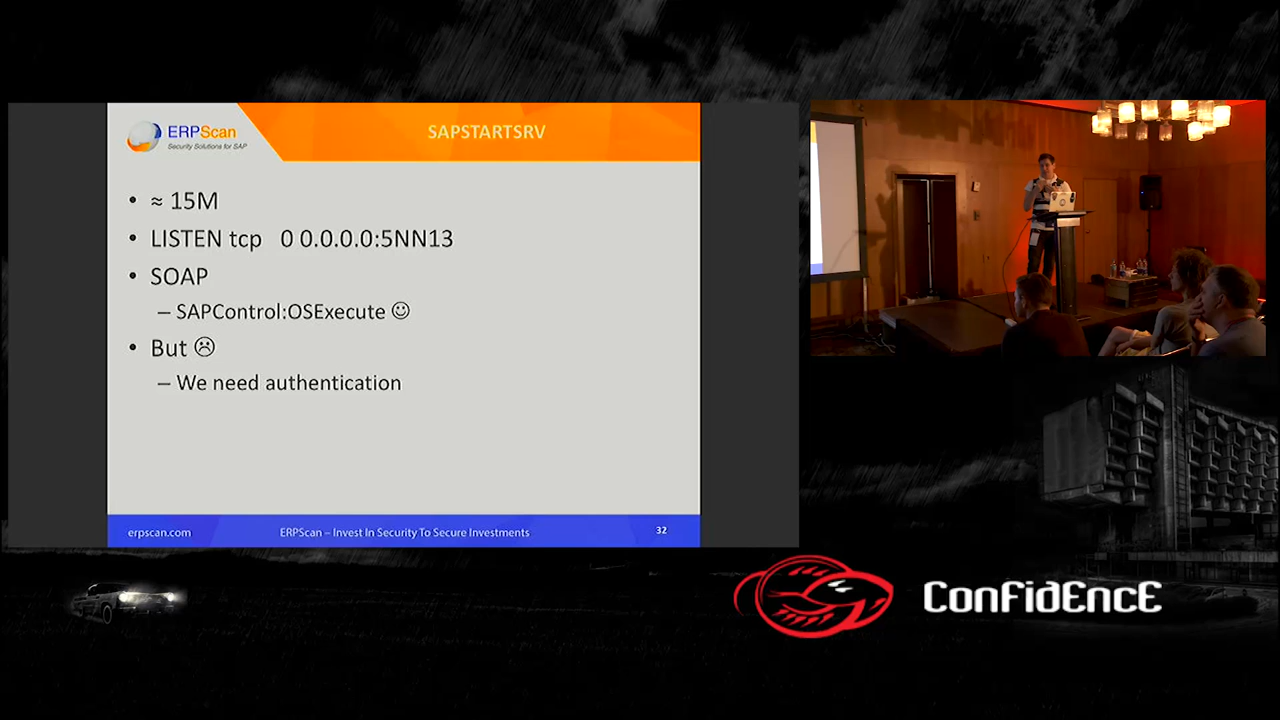 ERPScan
Security Solutions for SAP
SAPSTARTSRV
• ≈ 15M
• LISTEN tcp 0 0.0.0.0:5NN13
• SOAP
– SAPControl:OSExecute ☺
• But ☹
– We need authentication
erpscan.com
ERPScan – Invest In Security To Secure Investments
32
ConFidEncE